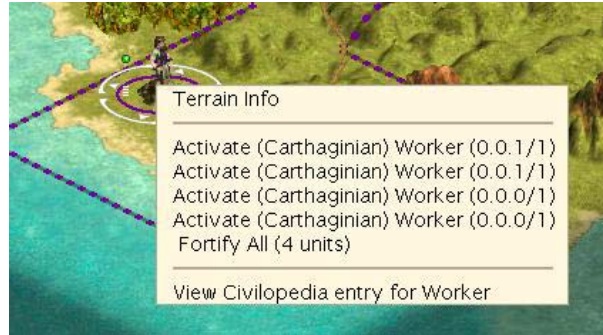 Terrain Info
Activate (Carthaginian) Worker (0.0.1/1)
Activate (Carthaginian) Worker (0.0.1/1)
Activate (Carthaginian) Worker (0.0.0/1)
Activate (Carthaginian) Worker (0.0.0/1)
Fortify All (4 units)
View Civilopedia entry for Worker